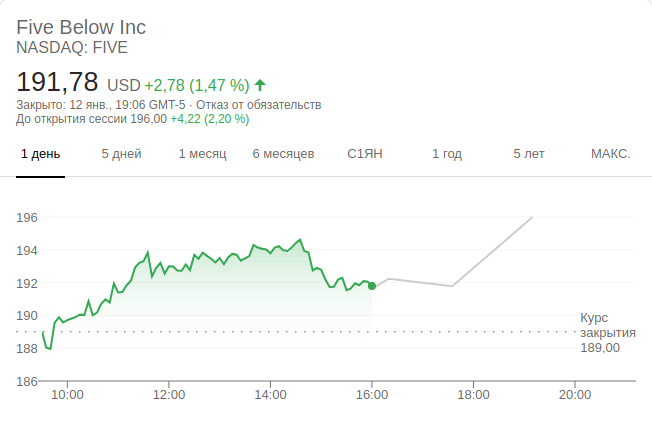 Five Below Inc
NASDAQ: FIVE
191,78 USD +2,78 (1,47 %)
Закрыто: 12 янв., 19:06 GMT-5 · Отказ от обязательств
До открытия сессии 196,00 +4,22 (2,20 %)
1 день 5 дней 1 месяц 6 месяцев С1ЯН 1 год 5 лет МАКС.
196
194
192
190
Курс
закрытия
188
189,00
186
10:00 12:00 14:00 16:00 18:00 20:00